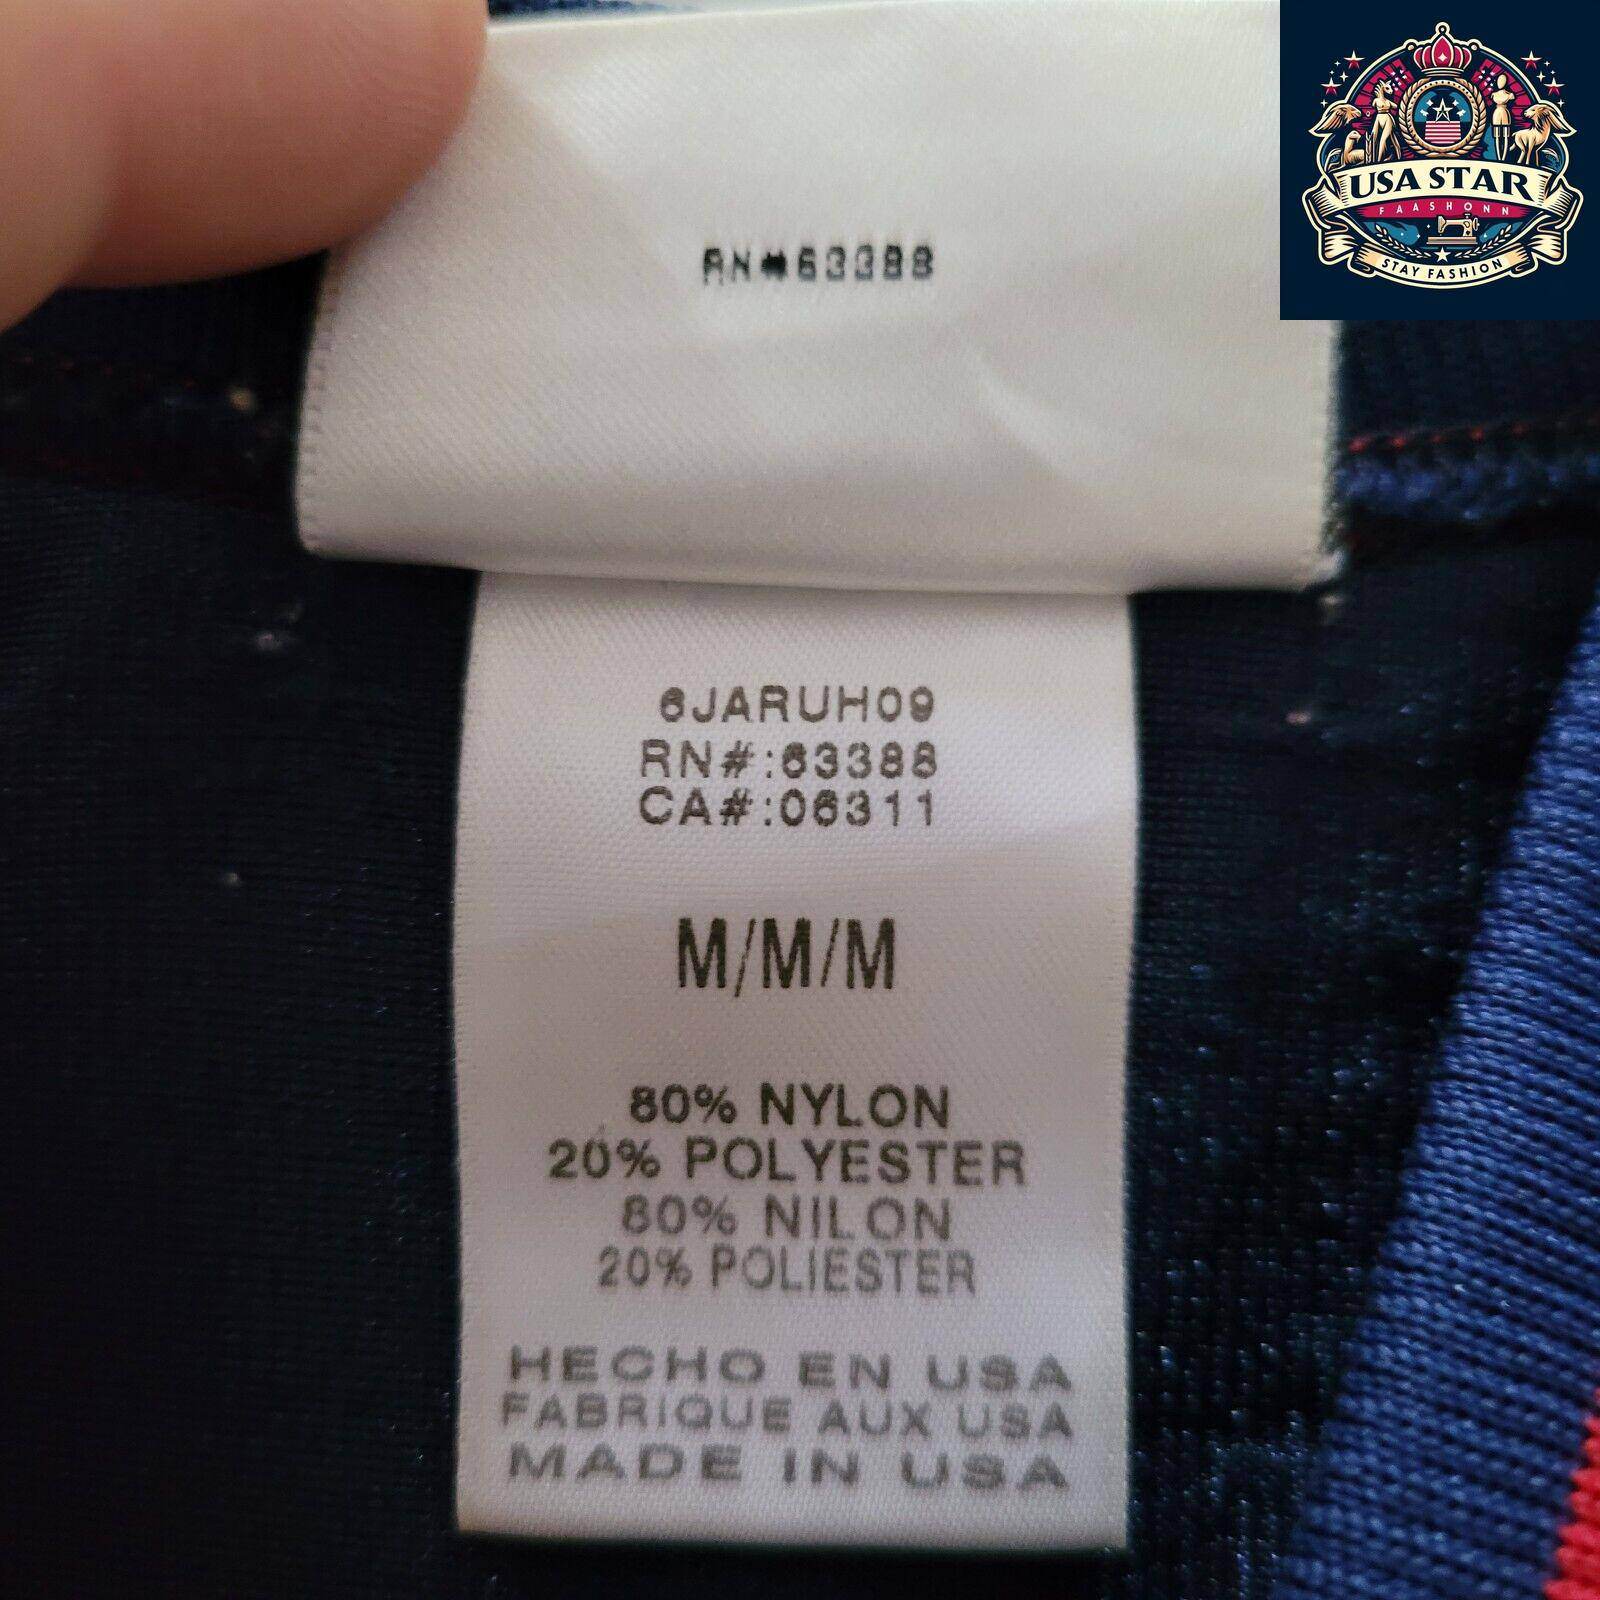 USA STAR
FAASHONN
STAY FASHION
RN#63388
6JARUH09
RN#:63388
CA#:06311
M/M/M
80% NYLON
20% POLYESTER
80% NILON
20% POLIESTER
HECHO EN USA
FABRIQUE AUX USA
MADE IN USA